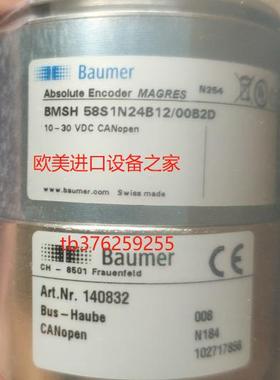 Baumer
Absolute Encoder MAGRES N254
BMSH 58S1N24B12/00B2D
10-30 VDC CANopen
欧美进口设备之家
www.baumer.com Swiss made
tb376259255
Baumer
CH - 8501 Frauenfeld
CE
Art.Nr. 140832
Bus-Haube 008
CANopen N184
102717856